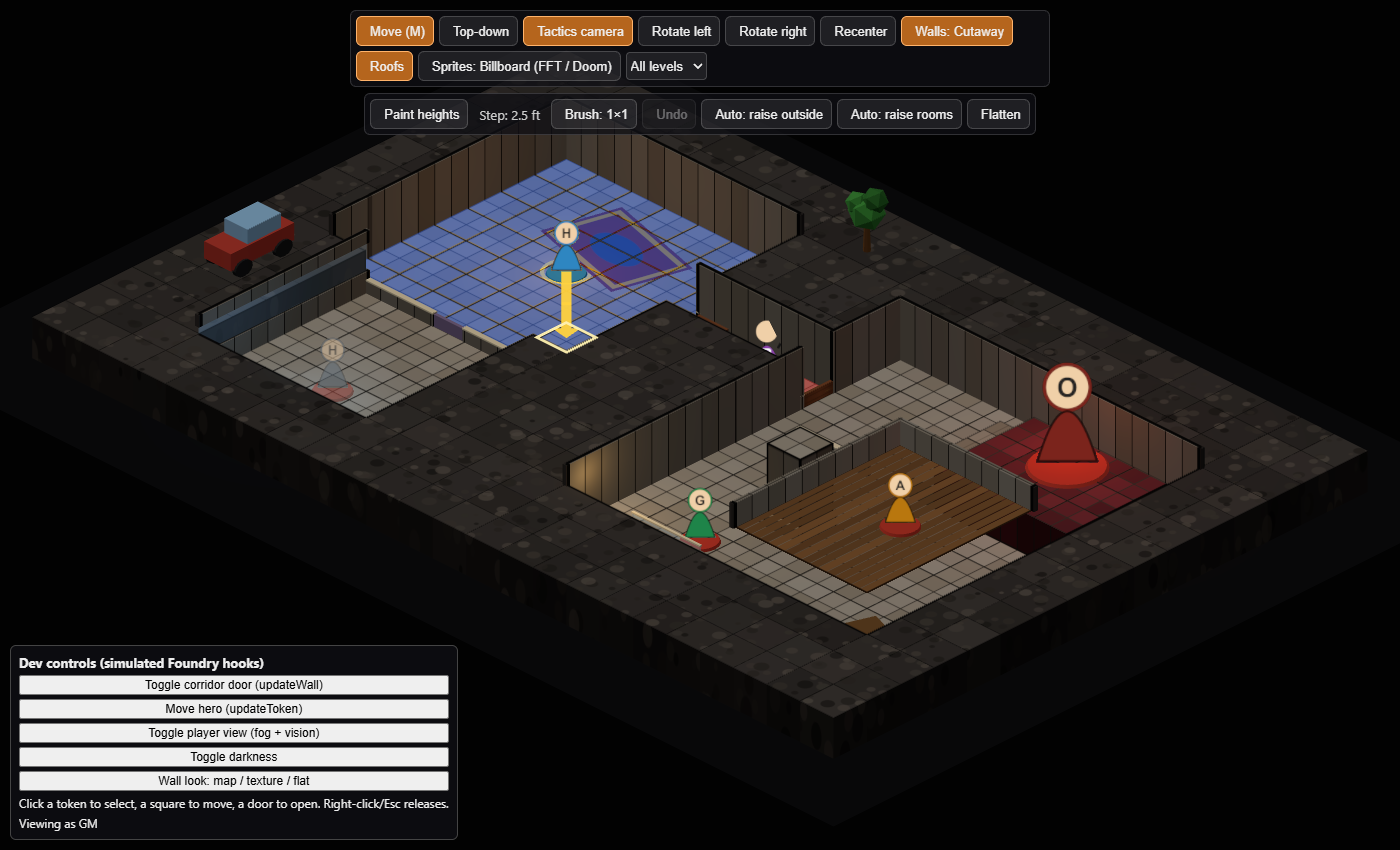 Move (M) Top-down Tactics camera Rotate left Rotate right Recenter Walls: Cutaway
Roofs Sprites: Billboard (FFT / Doom) All levels
Paint heights Step: 2.5 ft Brush: 1×1 Undo Auto: raise outside Auto: raise rooms Flatten
H
H
O
A
G
Dev controls (simulated Foundry hooks)
Toggle corridor door (updateWall)
Move hero (updateToken)
Toggle player view (fog + vision)
Toggle darkness
Wall look: map / texture / flat
Click a token to select, a square to move, a door to open. Right-click/Esc releases.
Viewing as GM